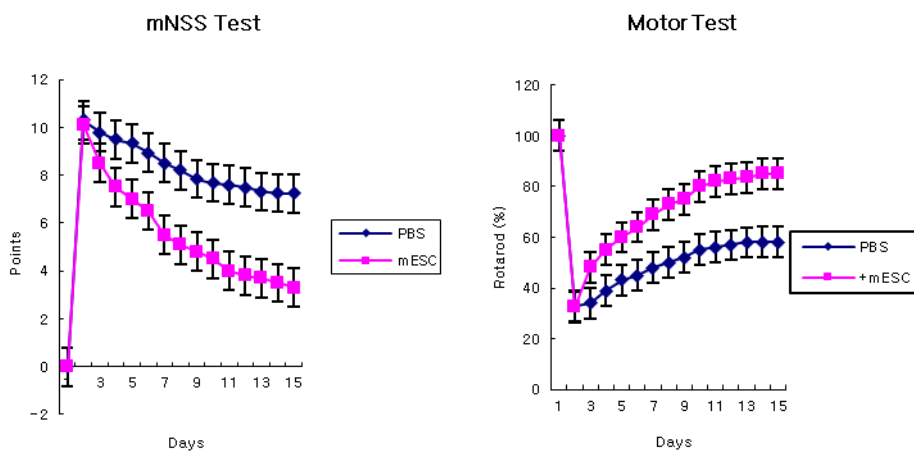 mNSS Test
Points
12
10
8
6
4
2
0
-2
1 3 5 7 9 11 13 15
Days
PBS
mESC
Motor Test
Rotarod (%)
120
100
80
60
40
20
0
1 3 5 7 9 11 13 15
Days
PBS
+mESC